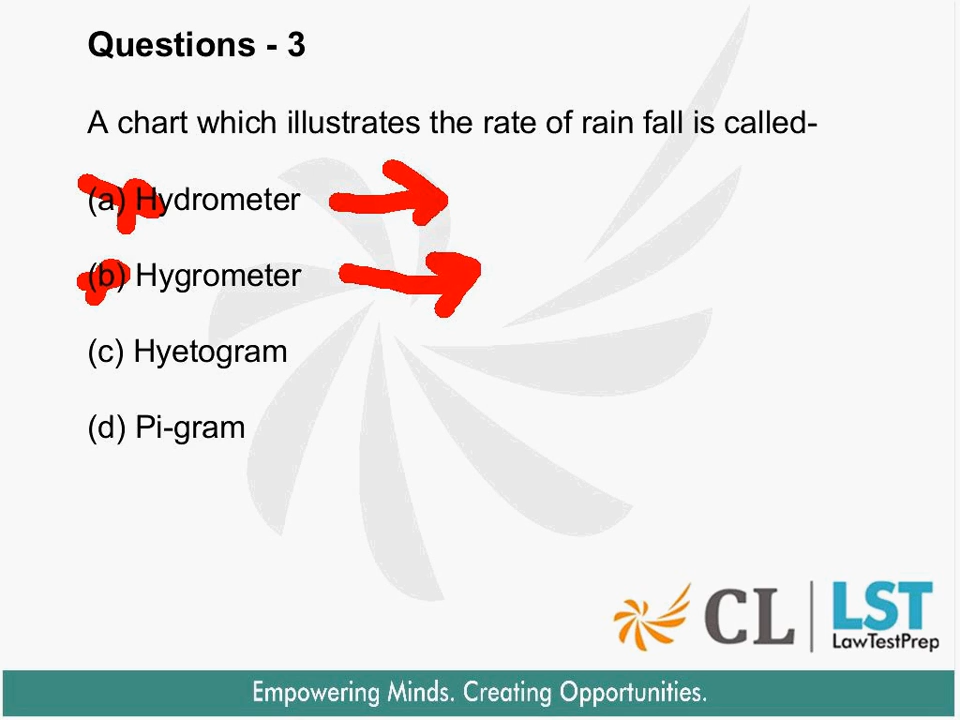 Questions - 3
A chart which illustrates the rate of rain fall is called-
(a) Hydrometer
(b) Hygrometer
(c) Hyetogram
(d) Pi-gram
CL LST
LawTestPrep
Empowering Minds. Creating Opportunities.